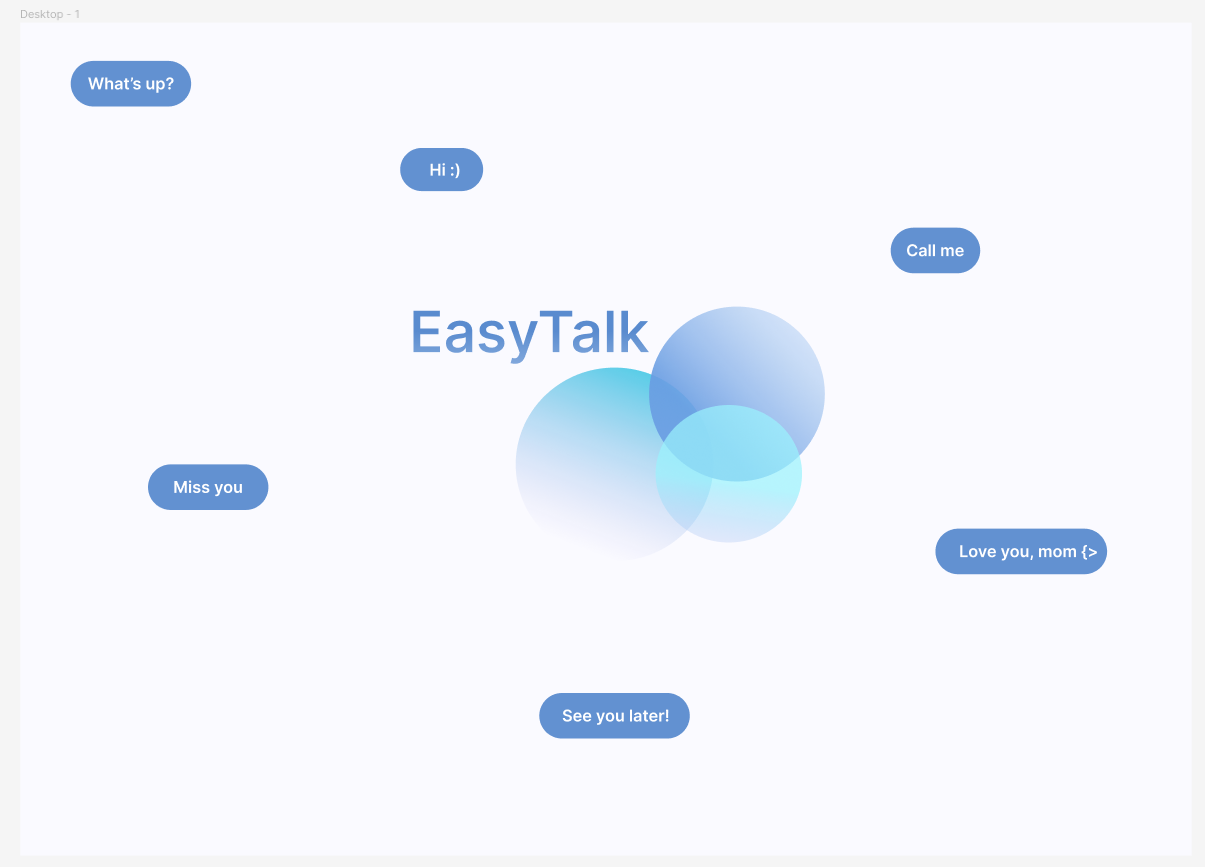 Desktop - 1
What’s up?
Hi :)
Call me
EasyTalk
Miss you
Love you, mom {>
See you later!